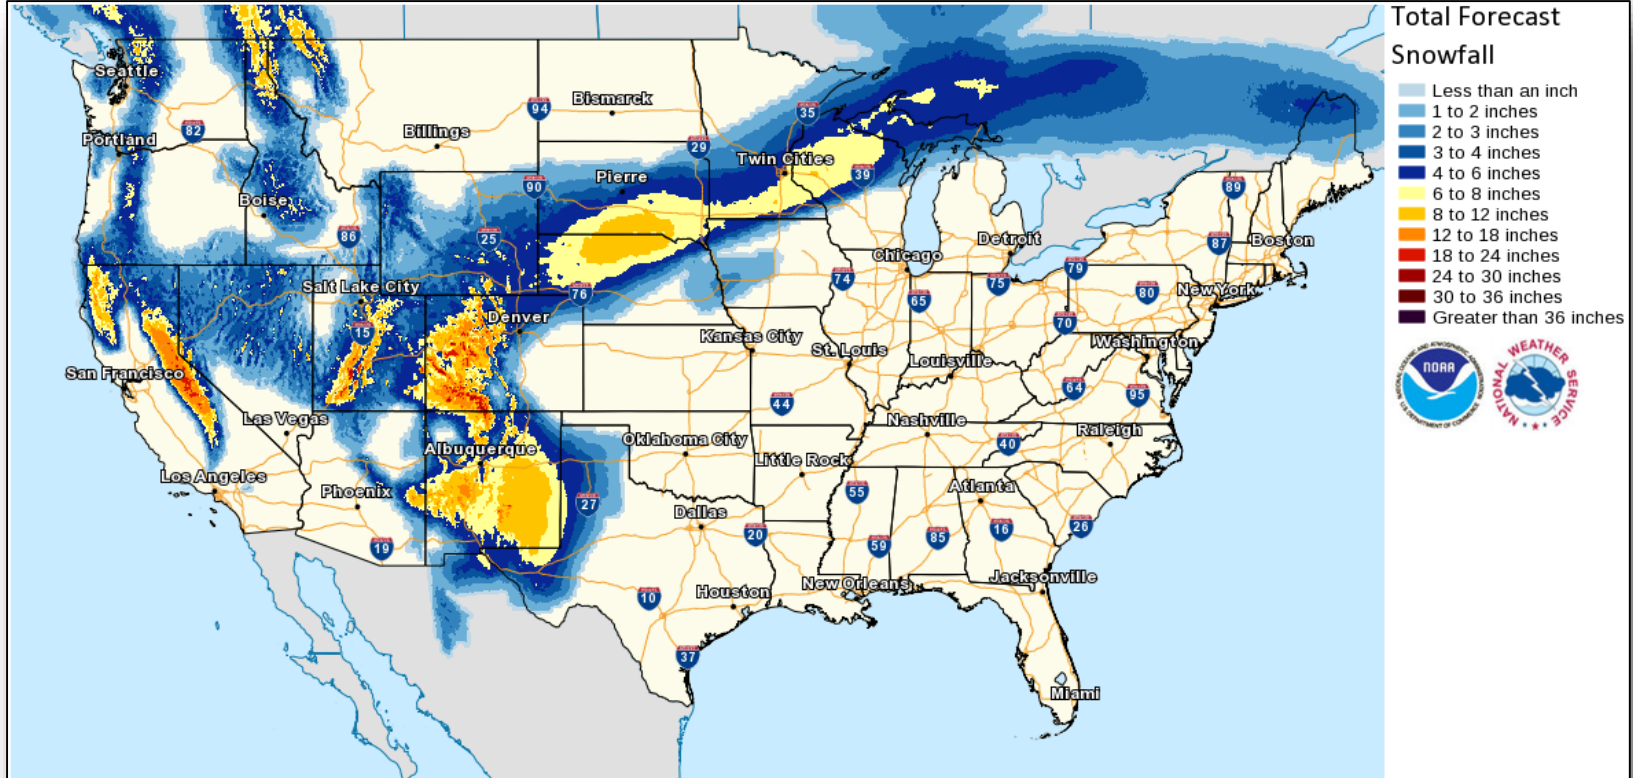 Total Forecast
Snowfall
Less than an inch
1 to 2 inches
2 to 3 inches
3 to 4 inches
4 to 6 inches
6 to 8 inches
8 to 12 inches
12 to 18 inches
18 to 24 inches
24 to 30 inches
30 to 36 inches
Greater than 36 inches
NOAA
NATIONAL WEATHER SERVICE
Seattle
94
Bismarck
35
82
Portland
Billings
29
Twin Cities
39
90
Pierre
89
Boise
86
25
Chicago
Detroit
87
Boston
Salt Lake City
76
74
65
75
79
80
New York
15
Denver
Kansas City
St. Louis
Louisville
70
Washington
San Francisco
64
95
Las Vegas
44
Nashville
40
Raleigh
Albuquerque
Oklahoma City
Little Rock
Los Angeles
Phoenix
27
55
Atlanta
Dallas
20
59
85
16
26
19
10
Houston
New Orleans
Jacksonville
37
Miami